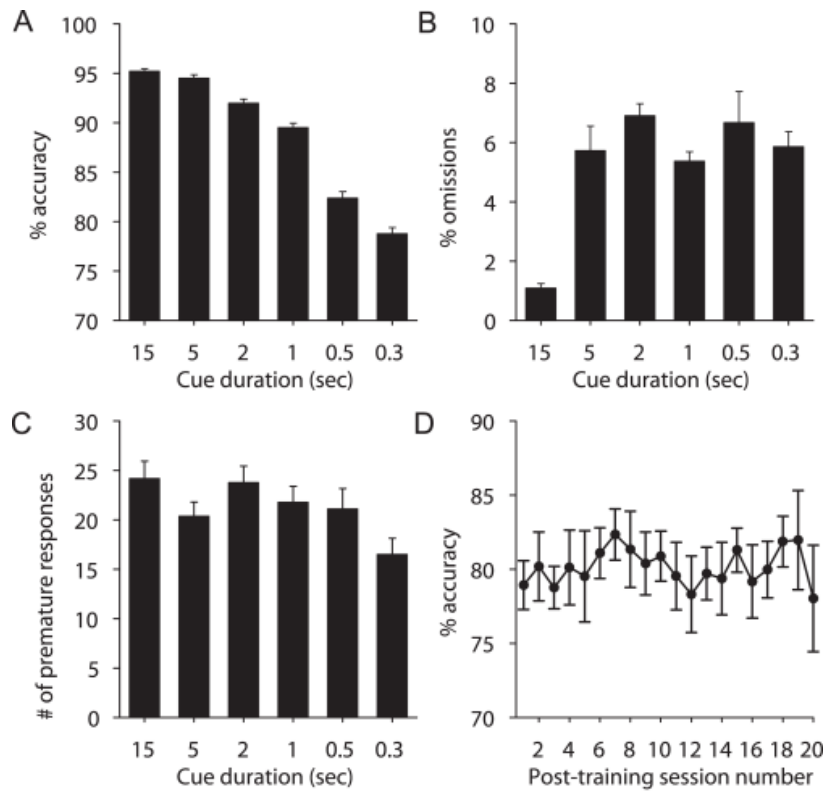 A
% accuracy
100
95
90
85
80
75
70
15 5 2 1 0.5 0.3
Cue duration (sec)
B
% omissions
10
8
6
4
2
0
15 5 2 1 0.5 0.3
Cue duration (sec)
C
# of premature responses
30
25
20
15
10
5
0
15 5 2 1 0.5 0.3
Cue duration (sec)
D
% accuracy
90
85
80
75
70
2 4 6 8 10 12 14 16 18 20
Post-training session number